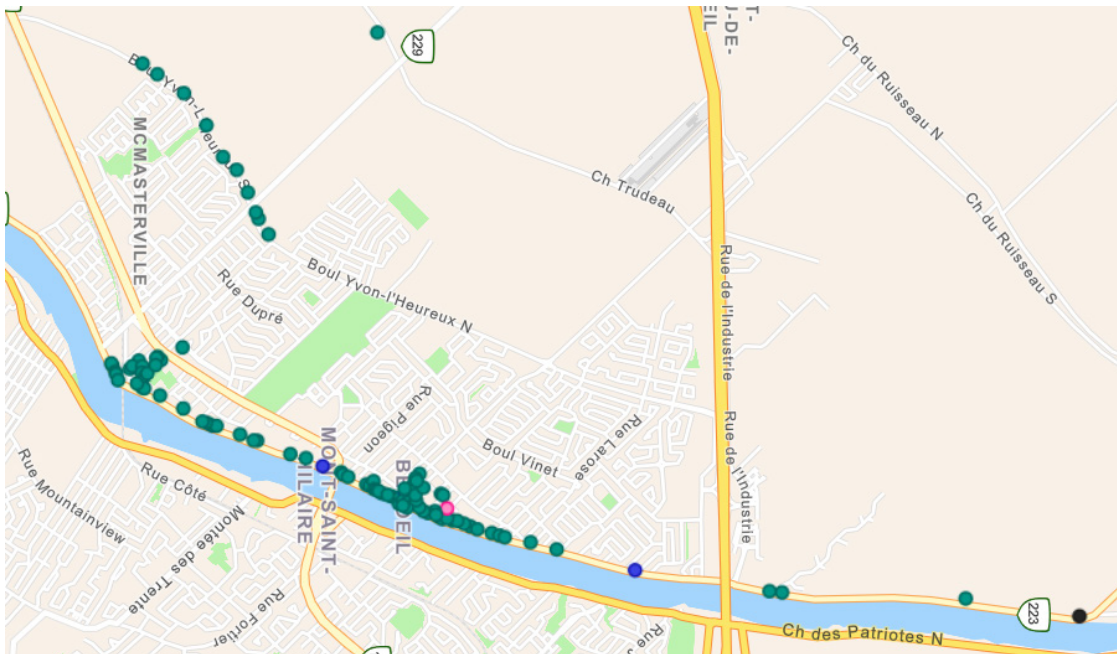 229
T-
U-DE-
EIL
Ch du Ruisseau N
MCMASTERVILLE
Ch Trudeau
Ch du Ruisseau S
Rue de l'Industrie
Boul Yvon-l'Heureux N
Rue Dupré
Rue Pigeon
Boul Vinet
Rue Larose
Rue de l'Industrie
Rue Côté
Rue Mountainview
Montée des Trente
MONT-SAINT-
HILAIRE
Rue Fortier
223
Ch des Patriotes N